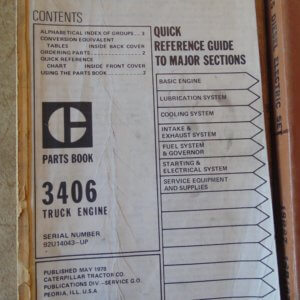 CONTENTS
ALPHABETICAL INDEX OF GROUPS .. 3
CONVERSION EQUIVALENT
TABLES INSIDE BACK COVER
ORDERING PARTS 2
QUICK REFERENCE
CHART INSIDE FRONT COVER
USING THE PARTS BOOK 2
PARTS BOOK
3406
TRUCK ENGINE
SERIAL NUMBER
92U14043-UP
PUBLISHED MAY 1978
CATERPILLAR TRACTOR CO.
PUBLICATIONS DIV.-SERVICE G.O.
PEORIA, ILL. U.S.A.
QUICK
REFERENCE GUIDE
TO MAJOR SECTIONS
BASIC ENGINE
LUBRICATION SYSTEM
COOLING SYSTEM
INTAKE &
EXHAUST SYSTEM
FUEL SYSTEM
& GOVERNOR
STARTING &
ELECTRICAL SYSTEM
SERVICE EQUIPMENT
AND SUPPLIES
ELECTRIC SET